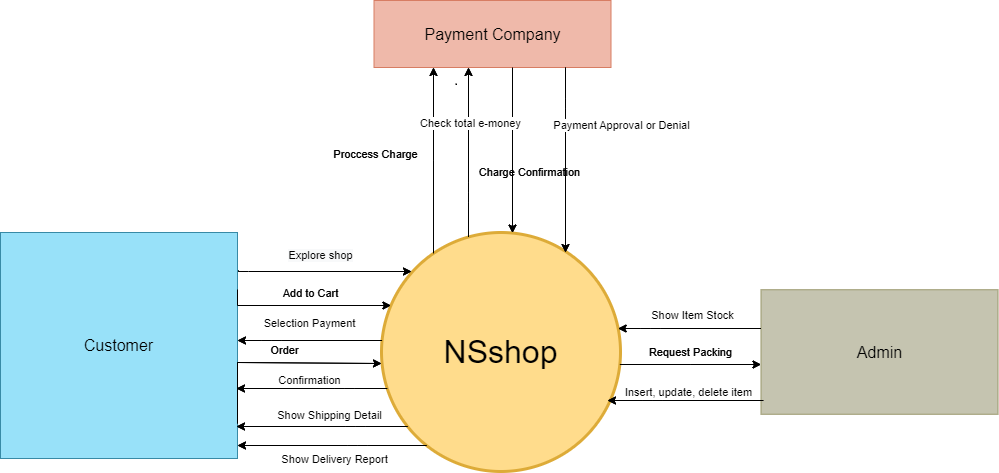 Payment Company
Check total e-money
Payment Approval or Denial
Proccess Charge
Charge Confirmation
Explore shop
Add to Cart
Selection Payment
Order
Confirmation
Show Shipping Detail
Show Delivery Report
Customer
NSshop
Show Item Stock
Request Packing
Insert, update, delete item
Admin